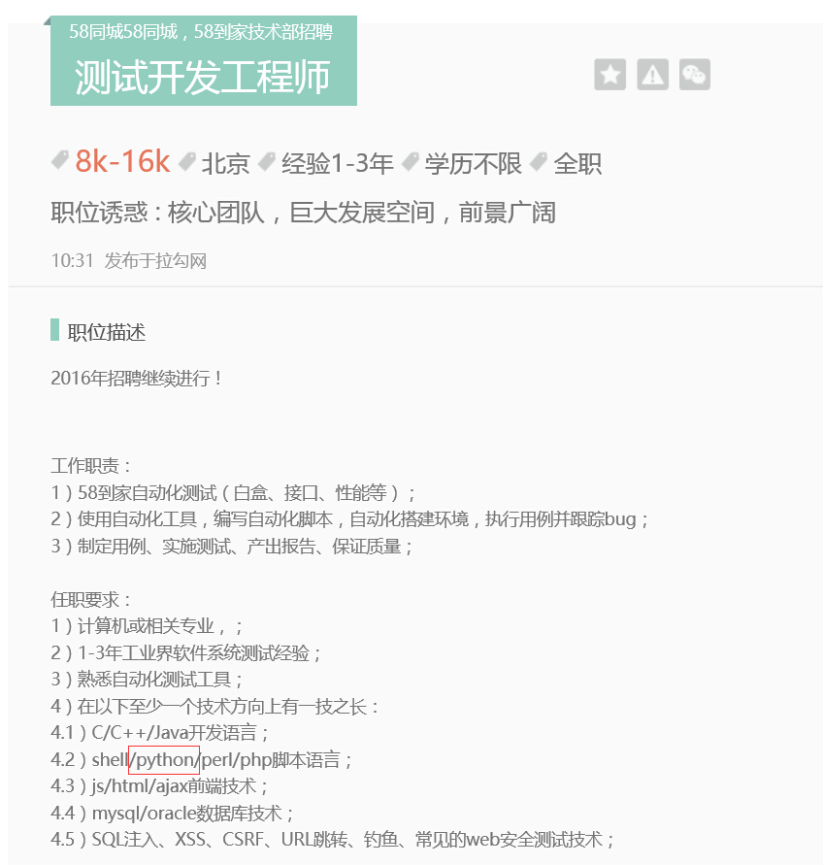 58同城58同城，58到家技术部招聘
测试开发工程师
8k-16k 北京 经验1-3年 学历不限 全职
职位诱惑：核心团队，巨大发展空间，前景广阔
10:31 发布于拉勾网
职位描述
2016年招聘继续进行！
工作职责：
1）58到家自动化测试（白盒、接口、性能等）；
2）使用自动化工具，编写自动化脚本，自动化搭建环境，执行用例并跟踪bug；
3）制定用例、实施测试、产出报告、保证质量；
任职要求：
1）计算机或相关专业，；
2）1-3年工业界软件系统测试经验；
3）熟悉自动化测试工具；
4）在以下至少一个技术方向上有一技之长：
4.1）C/C++/Java开发语言；
4.2）shell/python/perl/php脚本语言；
4.3）js/html/ajax前端技术；
4.4）mysql/oracle数据库技术；
4.5）SQL注入、XSS、CSRF、URL跳转、钓鱼、常见的web安全测试技术；